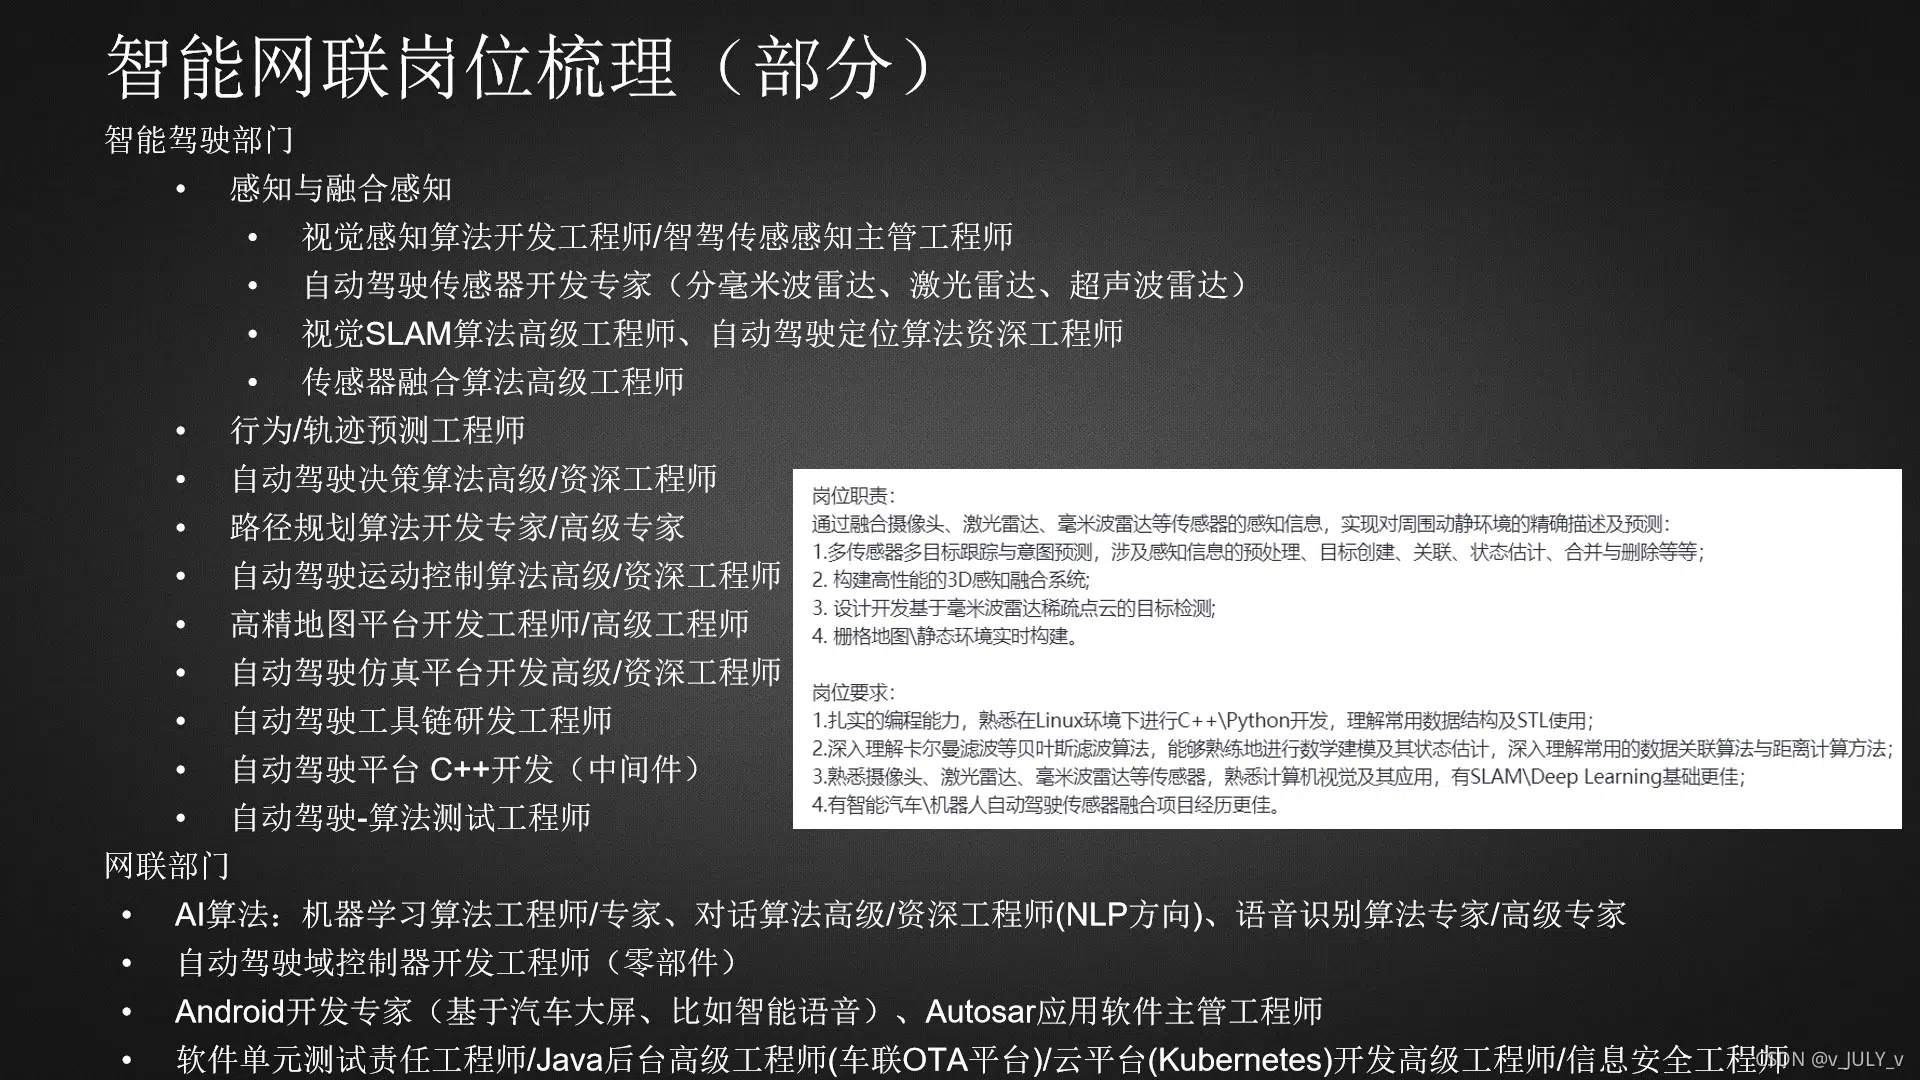 智能网联岗位梳理（部分）
智能驾驶部门
• 感知与融合感知
• 视觉感知算法开发工程师/智驾传感感知主管工程师
• 自动驾驶传感器开发专家（分毫米波雷达、激光雷达、超声波雷达）
• 视觉SLAM算法高级工程师、自动驾驶定位算法资深工程师
• 传感器融合算法高级工程师
• 行为/轨迹预测工程师
• 自动驾驶决策算法高级/资深工程师
• 路径规划算法开发专家/高级专家
• 自动驾驶运动控制算法高级/资深工程师
• 高精地图平台开发工程师/高级工程师
• 自动驾驶仿真平台开发高级/资深工程师
• 自动驾驶工具链研发工程师
• 自动驾驶平台 C++开发（中间件）
• 自动驾驶-算法测试工程师
岗位职责：
通过融合摄像头、激光雷达、毫米波雷达等传感器的感知信息，实现对周围动静环境的精确描述及预测：
1.多传感器多目标跟踪与意图预测，涉及感知信息的预处理、目标创建、关联、状态估计、合并与删除等等；
2. 构建高性能的3D感知融合系统;
3. 设计开发基于毫米波雷达稀疏点云的目标检测;
4. 栅格地图\静态环境实时构建。
岗位要求：
1.扎实的编程能力，熟悉在Linux环境下进行C++\Python开发，理解常用数据结构及STL使用；
2.深入理解卡尔曼滤波等贝叶斯滤波算法，能够熟练地进行数学建模及其状态估计，深入理解常用的数据关联算法与距离计算方法；
3.熟悉摄像头、激光雷达、毫米波雷达等传感器，熟悉计算机视觉及其应用，有SLAM\Deep Learning基础更佳；
4.有智能汽车\机器人自动驾驶传感器融合项目经历更佳。
网联部门
• AI算法：机器学习算法工程师/专家、对话算法高级/资深工程师(NLP方向)、语音识别算法专家/高级专家
• 自动驾驶域控制器开发工程师（零部件）
• Android开发专家（基于汽车大屏、比如智能语音）、Autosar应用软件主管工程师
• 软件单元测试责任工程师/Java后台高级工程师(车联OTA平台)/云平台(Kubernetes)开发高级工程师/信息安全工程师
CSDN @v_JULY_v